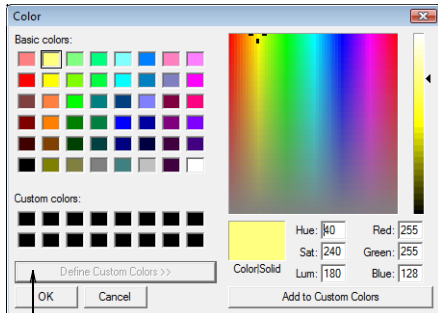 Color
Basic colors:
Custom colors:
Define Custom Colors >>
OK Cancel
Color|Solid
Hue: 40 Red: 255
Sat: 240 Green: 255
Lum: 180 Blue: 128
Add to Custom Colors